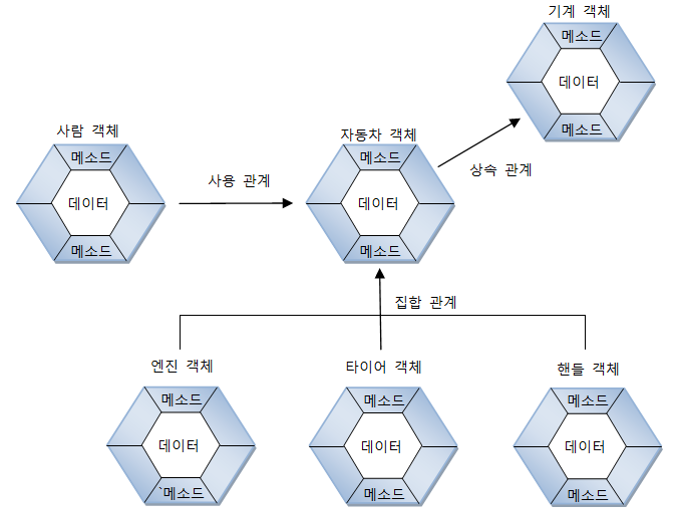 기계 객체
메소드
데이터
메소드
사람 객체
메소드
데이터
메소드
사용 관계
자동차 객체
메소드
데이터
메소드
상속 관계
집합 관계
엔진 객체
메소드
데이터
`메소드
타이어 객체
메소드
데이터
메소드
핸들 객체
메소드
데이터
메소드